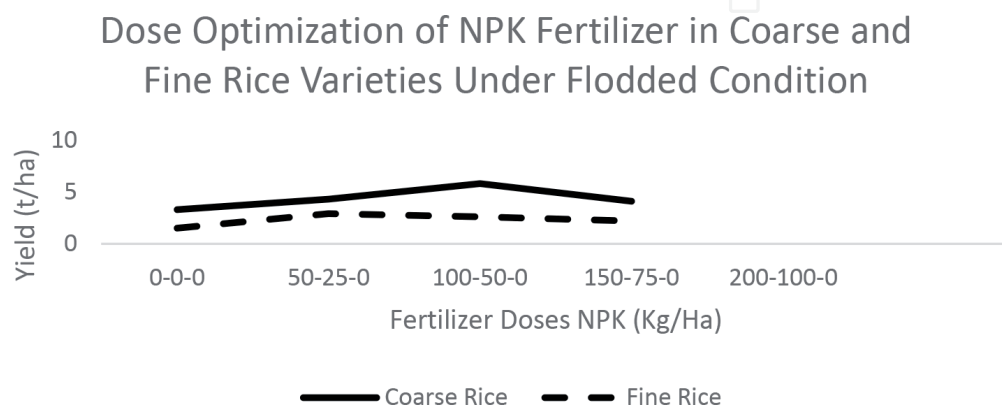 Dose Optimization of NPK Fertilizer in Coarse and
Fine Rice Varieties Under Flodded Condition
Yield (t/ha)
10
5
0
0-0-0 50-25-0 100-50-0 150-75-0 200-100-0
Fertilizer Doses NPK (Kg/Ha)
Coarse Rice Fine Rice